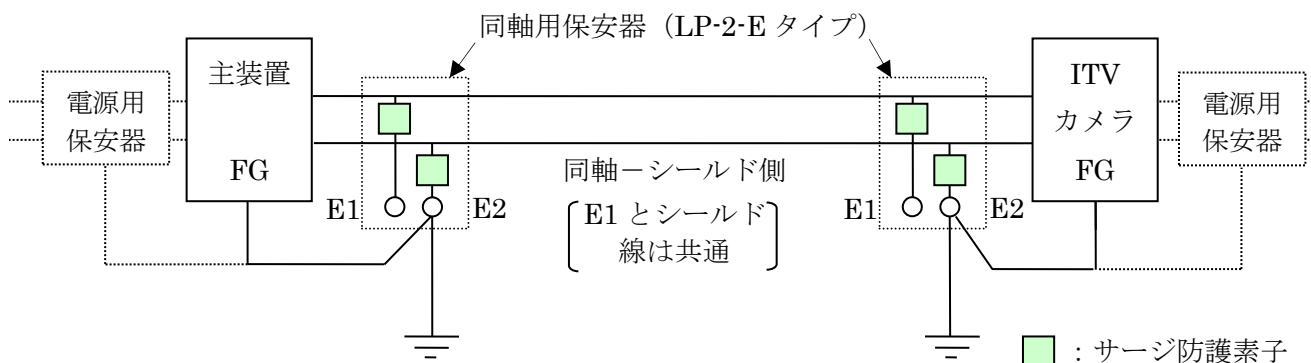 同軸用保安器（LP-2-E タイプ）
主装置
FG
電源用
保安器
E1
E2
同軸－シールド側
E1 とシールド
線は共通
E1
E2
ITV
カメラ
FG
電源用
保安器
：サージ防護素子